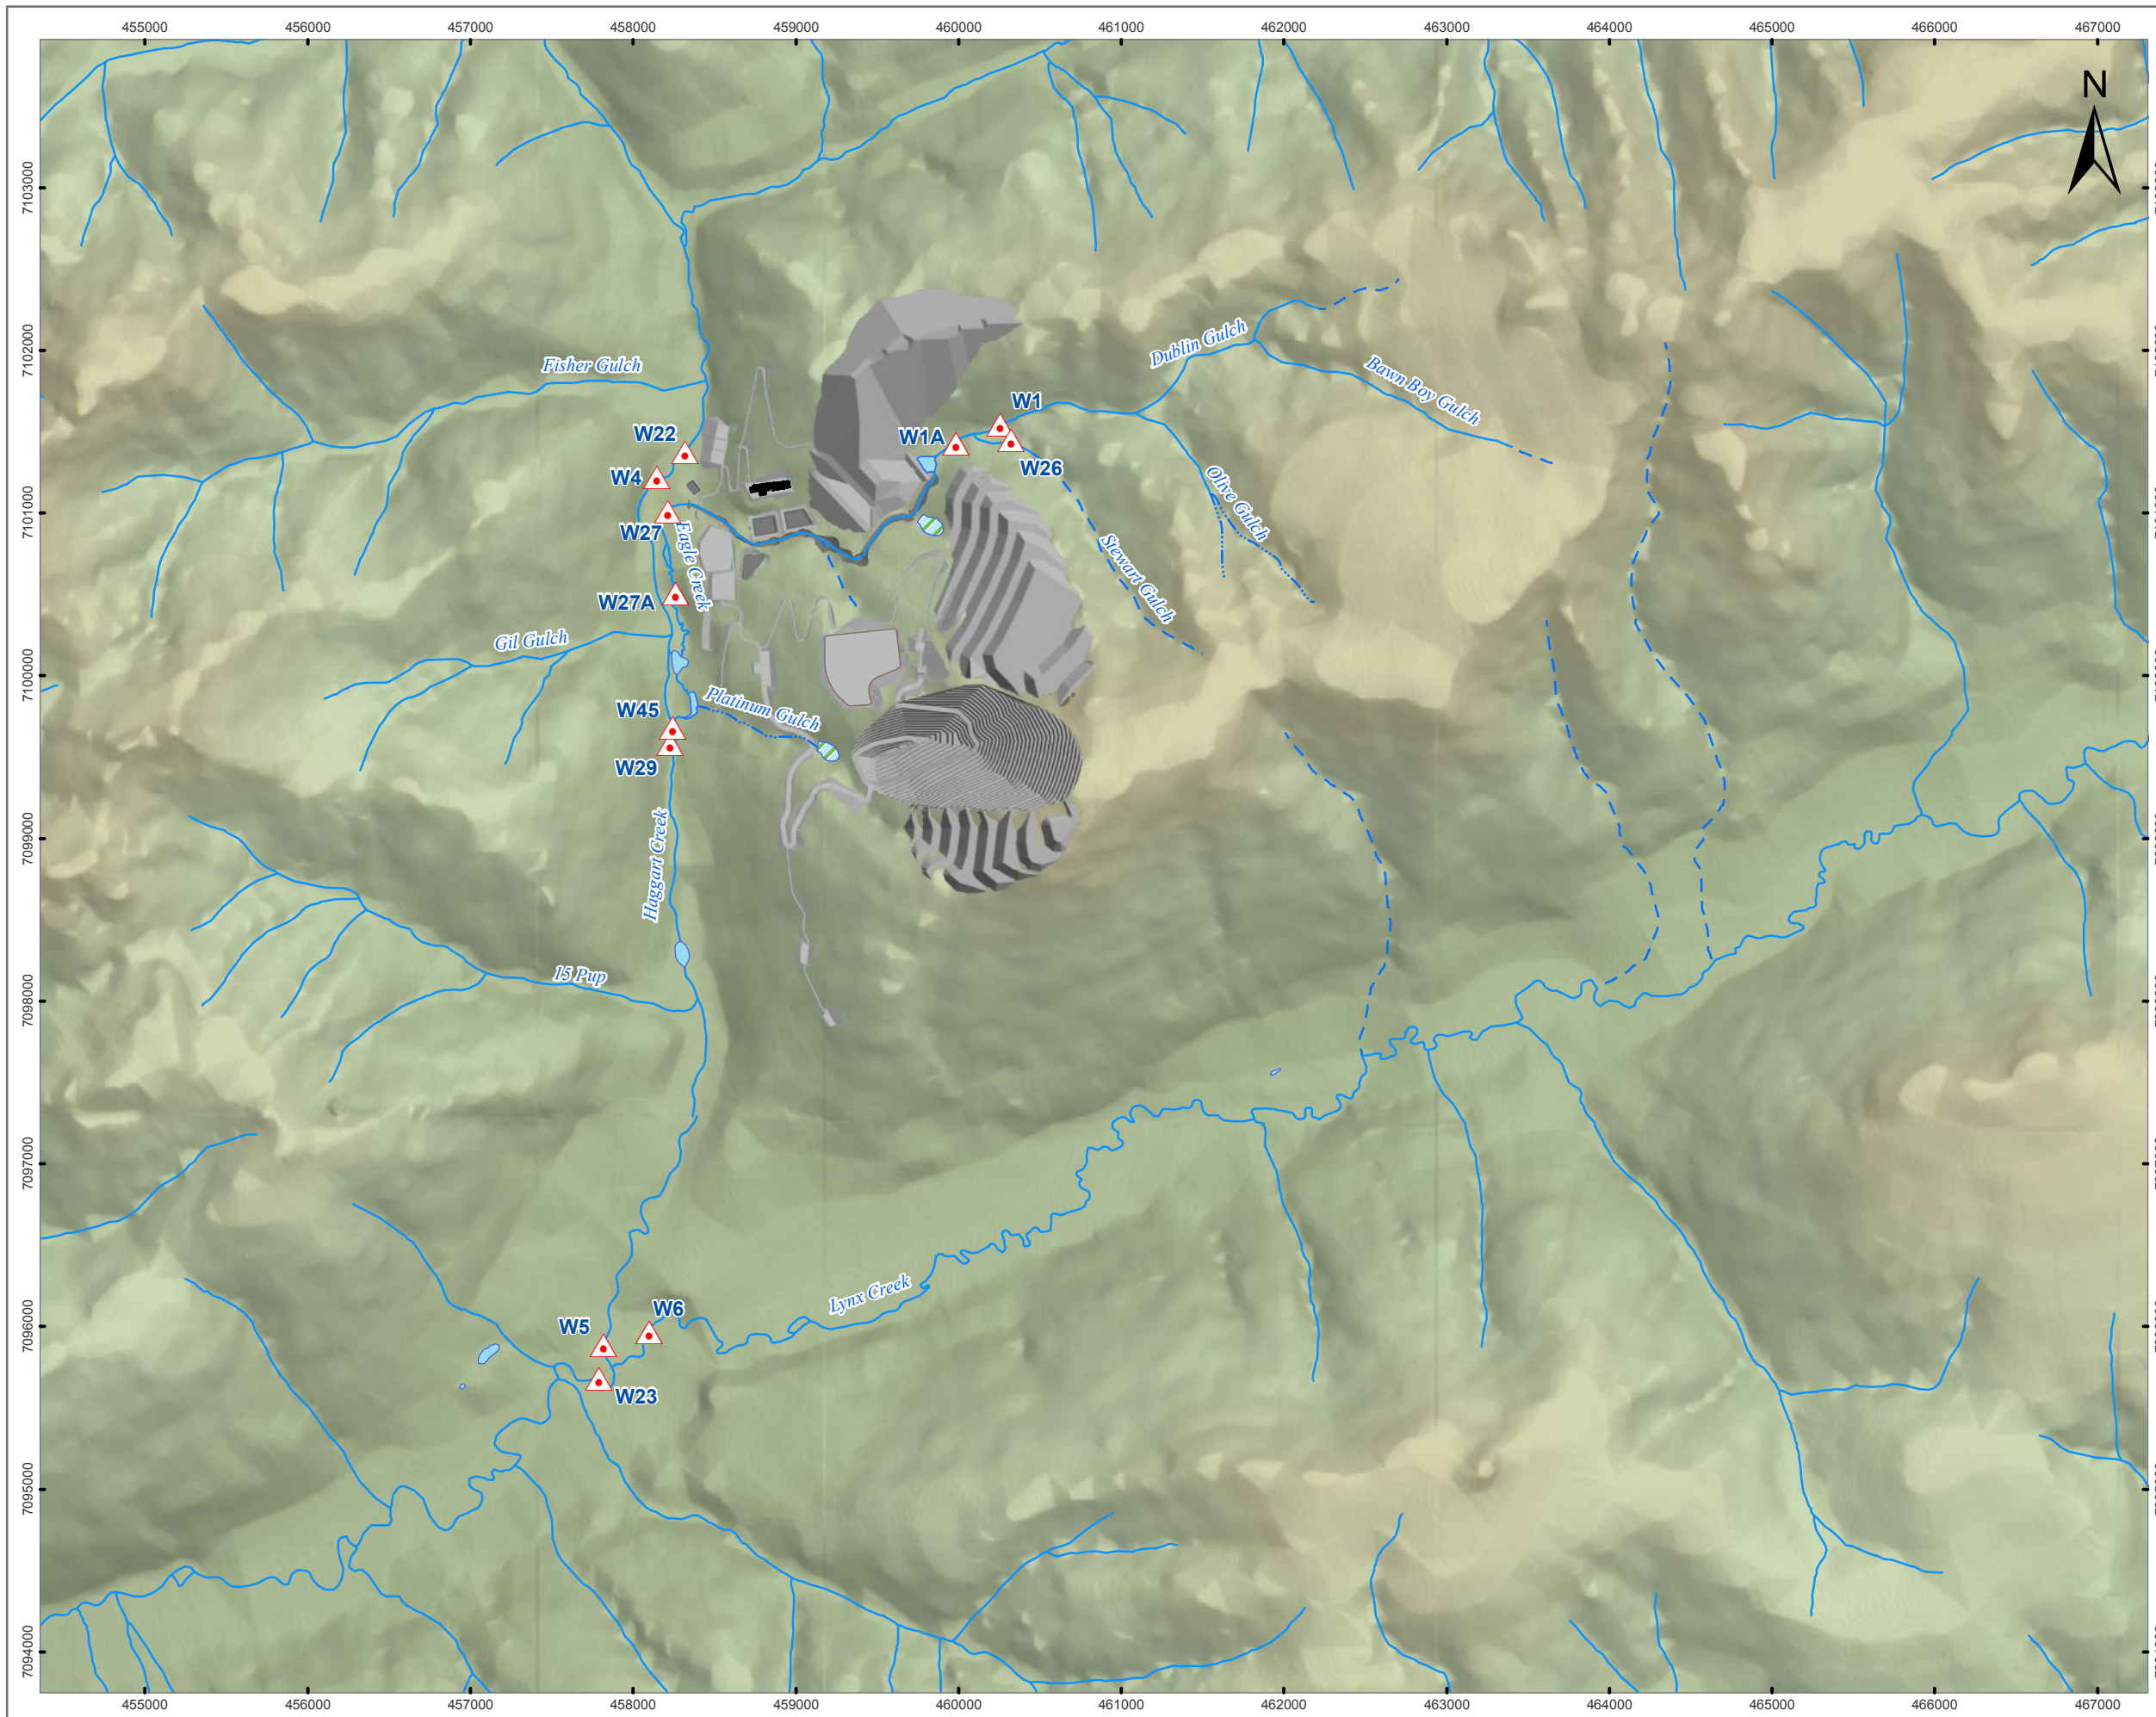 455000 456000 457000 458000 459000 460000 461000 462000 463000 464000 465000 466000 467000
N
7103000
7102000
Fisher Gulch
Dublin Gulch
Bawn Boy Gulch
W1
W22
W1A
W26
W4
Olive Gulch
7101000
W27
Eagle Creek
Stewart Gulch
W27A
Gil Gulch
7100000
Platinum Gulch
W45
W29
7099000
Haggart Creek
15 Pup
7098000
7097000
Lynx Creek
W6
W5
7096000
W23
7095000
7094000
455000 456000 457000 458000 459000 460000 461000 462000 463000 464000 465000 466000 467000